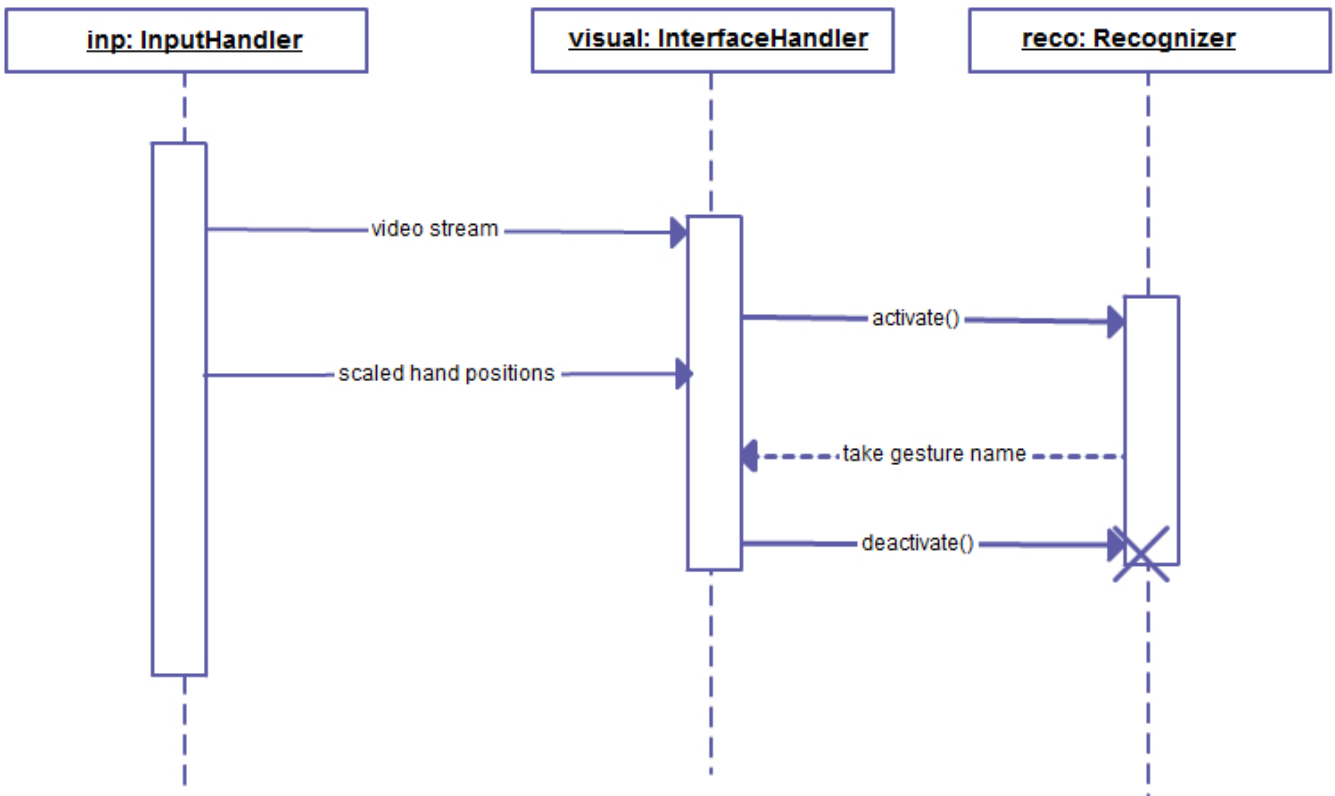 inp: InputHandler
visual: InterfaceHandler
reco: Recognizer
video stream
activate()
scaled hand positions
take gesture name
deactivate()